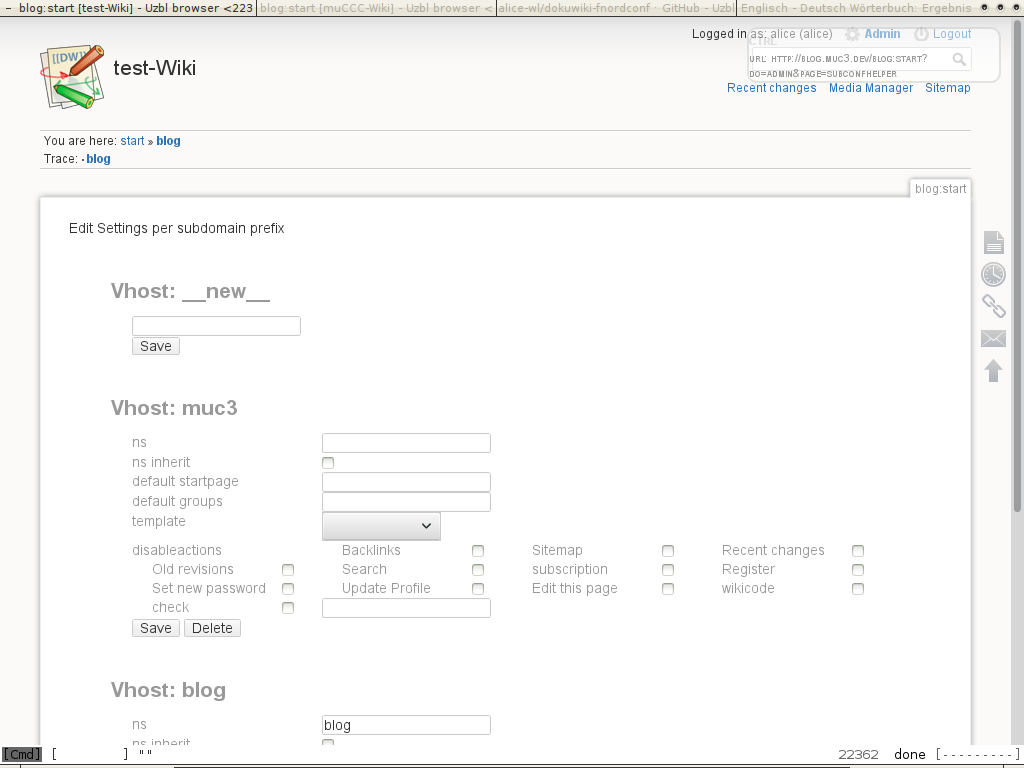 blog:start [test-Wiki] - Uzbl browser <223 blog:start [muCCC-Wiki] - Uzbl browser < alice-wl/dokuwiki-fnordconf · GitHub - Uzbl Englisch - Deutsch Wörterbuch: Ergebnis
Logged in as: alice (alice) Admin Logout
CTRL
[[DW]] test-Wiki
URL: HTTP://BLOG.MUC3.DEV/BLOG:START?
DO=ADMIN&PAGE=SUBCONFHELPER
Recent changes Media Manager Sitemap
You are here: start » blog
Trace: · blog
blog:start
Edit Settings per subdomain prefix
Vhost: __new__
Save
Vhost: muc3
ns
ns inherit
default startpage
default groups
template
disableactions Backlinks Sitemap Recent changes
Old revisions Search subscription Register
Set new password Update Profile Edit this page wikicode
check
Save Delete
Vhost: blog
ns blog
ns inherit
[Cmd] [ ] "" 22362 done [---------]